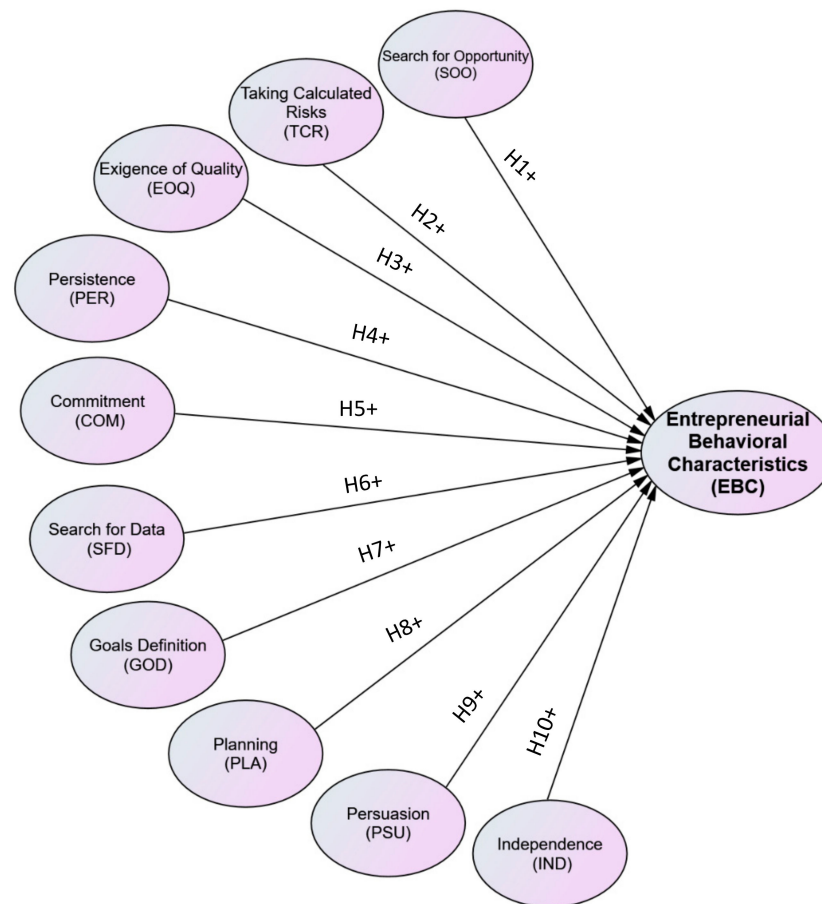 Search for Opportunity
(SOO)
Taking Calculated
Risks
(TCR)
Exigence of Quality
(EOQ)
Persistence
(PER)
Commitment
(COM)
Search for Data
(SFD)
Goals Definition
(GOD)
Planning
(PLA)
Persuasion
(PSU)
Independence
(IND)
H1+
H2+
H3+
H4+
H5+
H6+
H7+
H8+
H9+
H10+
Entrepreneurial
Behavioral
Characteristics
(EBC)